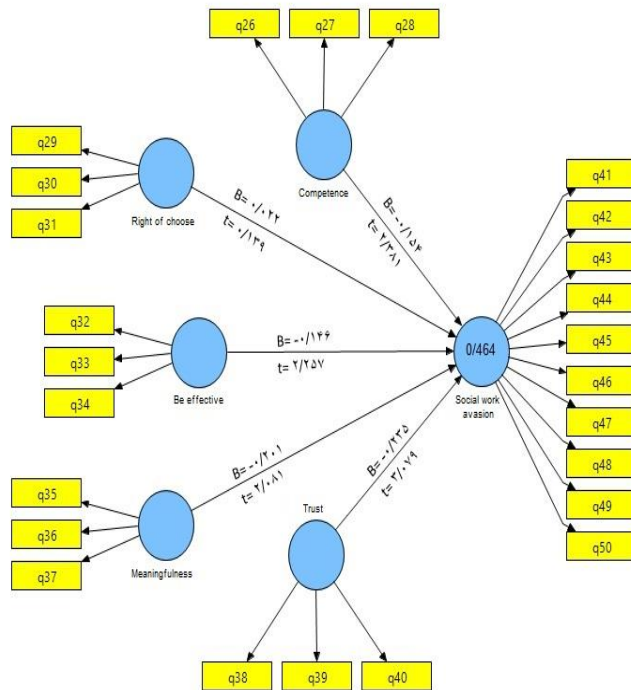 q26
q27
q28
Competence
q29
q30
q31
Right of choose
B= ۰/۰۲۲
t= ۰/۱۳۹
B= -۰/۱۵۴
t= ۲/۳۸۱
q32
q33
q34
Be effective
B= -۰/۱۴۶
t= ۲/۲۵۷
q35
q36
q37
Meaningfulness
B= -۰/۲۰۱
t= ۲/۰۸۱
Trust
B= -۰/۲۳۵
t= ۳/۰۷۹
q38
q39
q40
0/464
Social work
avasion
q41
q42
q43
q44
q45
q46
q47
q48
q49
q50